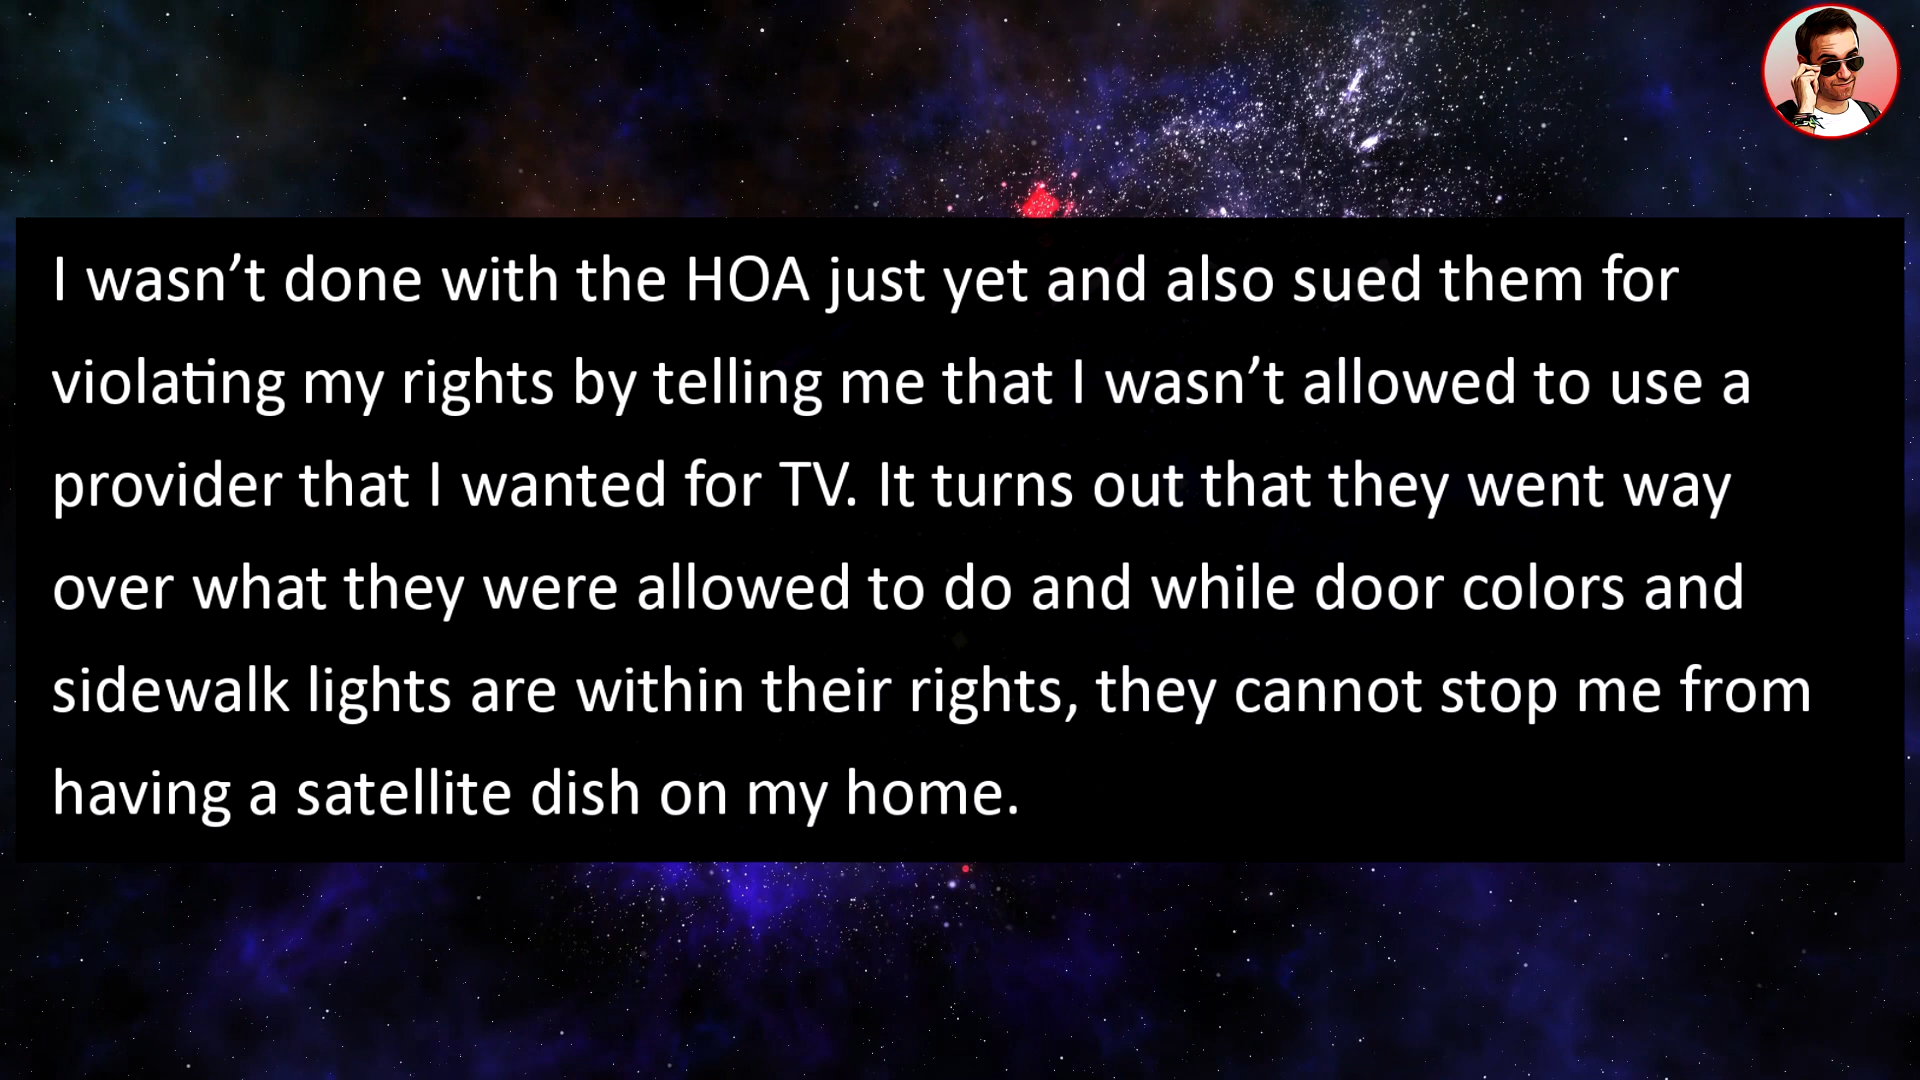 I wasn’t done with the HOA just yet and also sued them for
violating my rights by telling me that I wasn’t allowed to use a
provider that I wanted for TV. It turns out that they went way
over what they were allowed to do and while door colors and
sidewalk lights are within their rights, they cannot stop me from
having a satellite dish on my home.